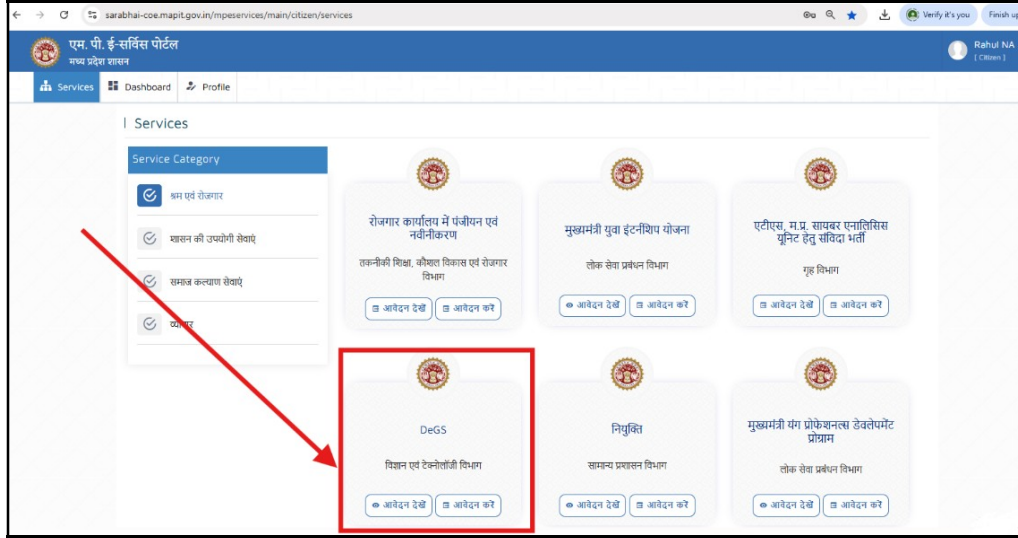 sarabhai-coe.mapit.gov.in/mpeservices/main/citizen/services
Verify it's you
Finish up
एम. पी. ई-सर्विस पोर्टल
मध्य प्रदेश शासन
Rahul NA
[ Citizen ]
Services Dashboard Profile
Services
Service Category
श्रम एवं रोजगार
शासन की उपयोगी सेवाएं
समाज कल्याण सेवाएं
रोजगार कार्यालय में पंजीयन एवं
नवीनीकरण
तकनीकी शिक्षा, कौशल विकास एवं रोजगार
विभाग
आवेदन देखें आवेदन करें
मुख्यमंत्री युवा इंटर्नशिप योजना
लोक सेवा प्रबंधन विभाग
आवेदन देखें आवेदन करें
एटीएस, म.प्र. सायबर एनालिसिस
यूनिट हेतु संविदा भर्ती
गृह विभाग
आवेदन देखें आवेदन करें
DeGS
विज्ञान एवं टेक्नोलॉजी विभाग
आवेदन देखें आवेदन करें
नियुक्ति
सामान्य प्रशासन विभाग
आवेदन देखें आवेदन करें
मुख्यमंत्री यंग प्रोफेशनल्स डेवलेपमेंट
प्रोग्राम
लोक सेवा प्रबंधन विभाग
आवेदन देखें आवेदन करें